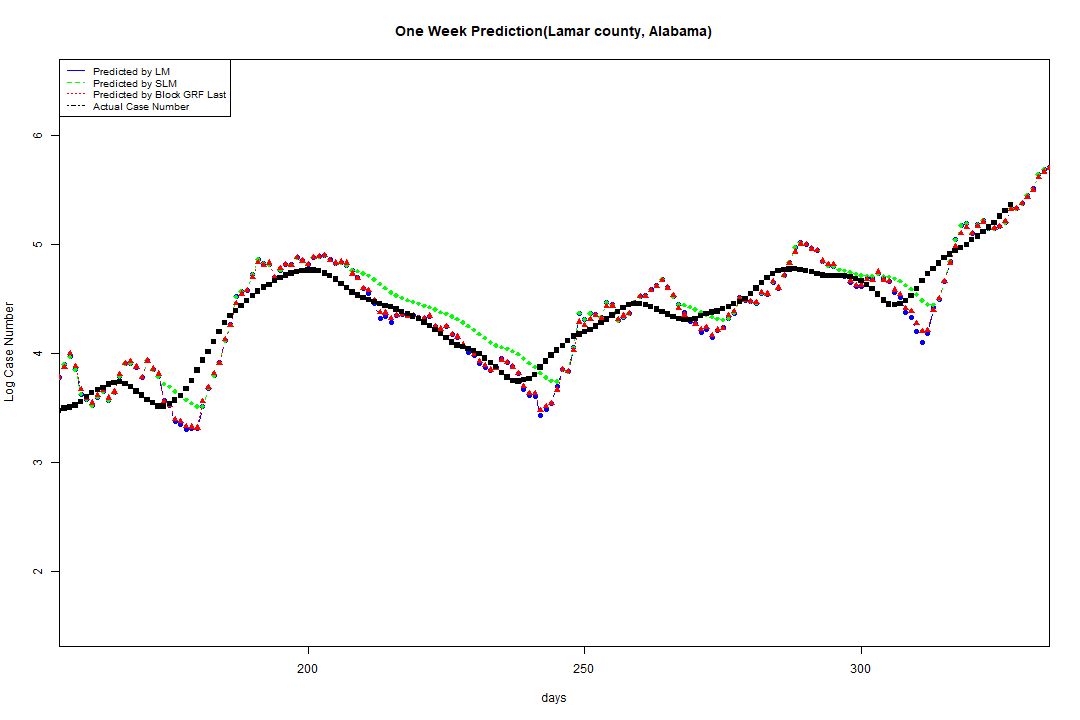 One Week Prediction(Lamar county, Alabama)
Predicted by LM
Predicted by SLM
Predicted by Block GRF Last
Actual Case Number
6
5
4
3
2
Log Case Number
200 250 300
days